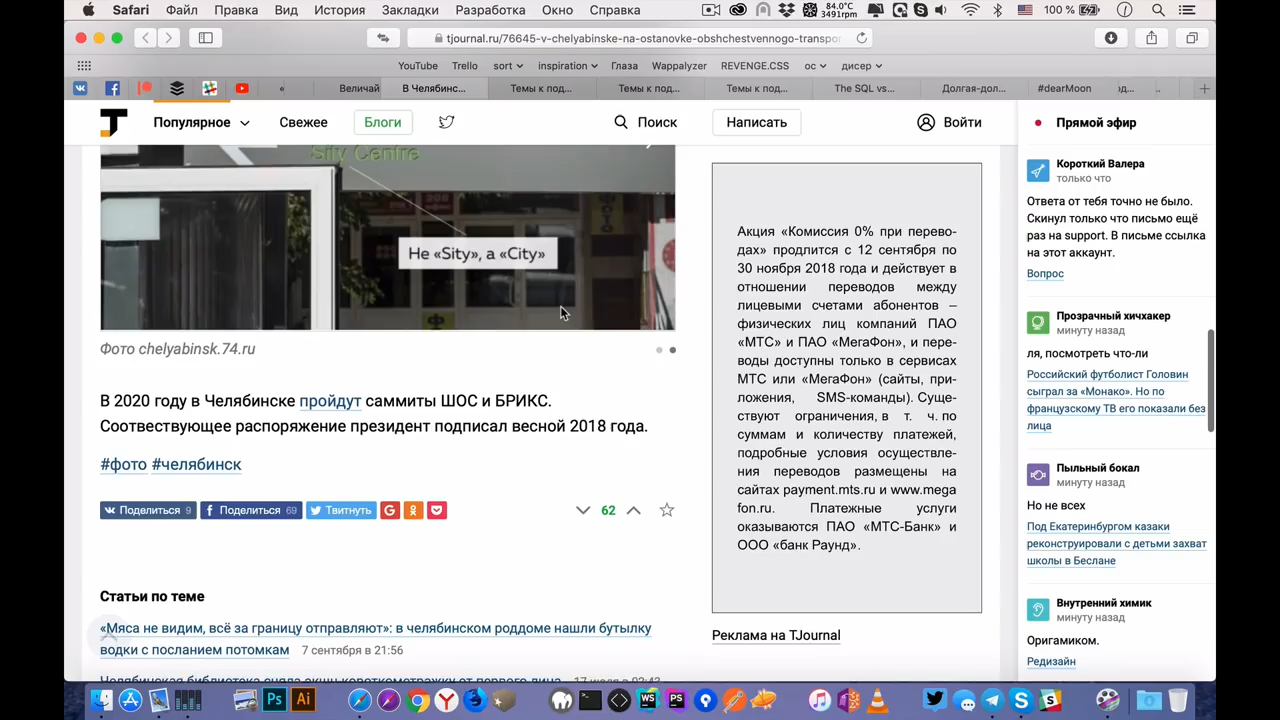 Safari Файл Правка Вид История Закладки Разработка Окно Справка
84.0°C
3491rpm
100 %
tjournal.ru/76645-v-chelyabinske-na-ostanovke-obshchestvennogo-transpor
YouTube Trello sort inspiration Глаза Wappalyzer REVENGE.CSS ос дисер
Величай В Челябинс... Темы к под... Темы к под... Темы к под... The SQL vs... Долгая-дол... #dearMoon
Популярное Свежее Блоги Поиск Написать Войти
Sity Centre
Не «Sity», а «City»
Фото chelyabinsk.74.ru
В 2020 году в Челябинске пройдут саммиты ШОС и БРИКС.
Соотвествующее распоряжение президент подписал весной 2018 года.
#фото #челябинск
Поделиться 9 Поделиться 69 Твитнуть
62
Статьи по теме
«Мяса не видим, всё за границу отправляют»: в челябинском роддоме нашли бутылку
водки с посланием потомкам 7 сентября в 21:56
Акция «Комиссия 0% при перево-
дах» продлится с 12 сентября по
30 ноября 2018 года и действует в
отношении переводов между
лицевыми счетами абонентов –
физических лиц компаний ПАО
«МТС» и ПАО «МегаФон», и пере-
воды доступны только в сервисах
МТС или «МегаФон» (сайты, при-
ложения, SMS-команды). Суще-
ствуют ограничения, в т. ч. по
суммам и количеству платежей,
подробные условия осуществле-
ния переводов размещены на
сайтах payment.mts.ru и www.mega
fon.ru. Платежные услуги
оказываются ПАО «МТС-Банк» и
ООО «банк Раунд».
Реклама на TJournal
Прямой эфир
Короткий Валера
только что
Ответа от тебя точно не было.
Скинул только что письмо ещё
раз на support. В письме ссылка
на этот аккаунт.
Вопрос
Прозрачный хичхакер
минуту назад
ля, посмотреть что-ли
Российский футболист Головин
сыграл за «Монако». Но по
французскому ТВ его показали без
лица
Пыльный бокал
минуту назад
Но не всех
Под Екатеринбургом казаки
реконструировали с детьми захват
школы в Беслане
Внутренний химик
минуту назад
Оригамиком.
Редизайн